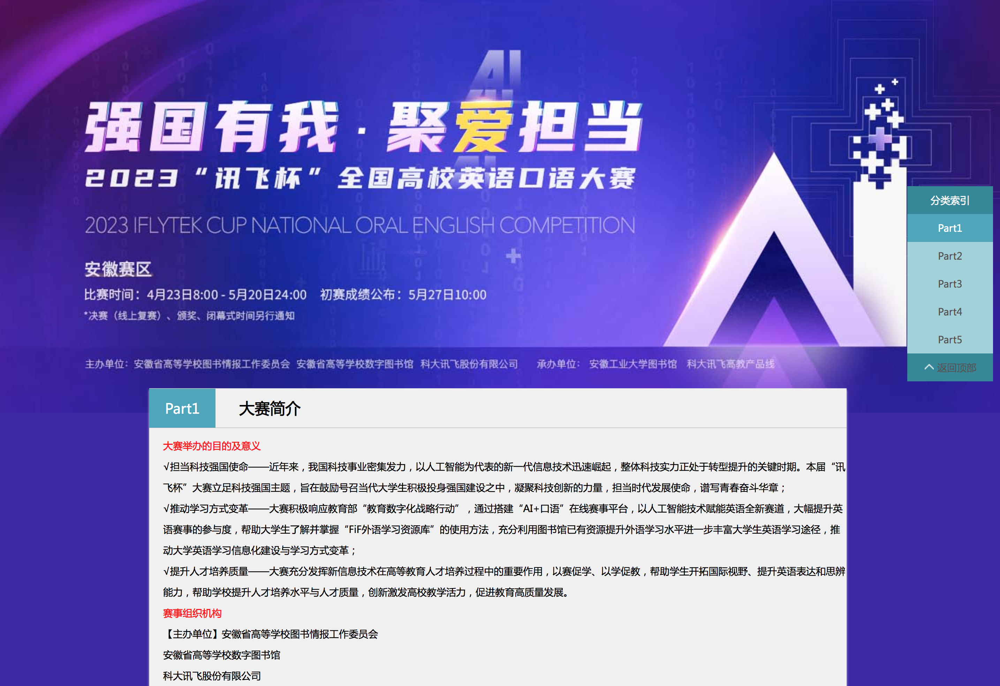 AI
强国有我·聚爱担当
2023“讯飞杯”全国高校英语口语大赛
2023 IFLYTEK CUP NATIONAL ORAL ENGLISH COMPETITION
安徽赛区
比赛时间：4月23日8:00 - 5月20日24:00 初赛成绩公布：5月27日10:00
*决赛（线上复赛）、颁奖、闭幕式时间另行通知
主办单位：安徽省高等学校图书情报工作委员会 安徽省高等学校数字图书馆 科大讯飞股份有限公司 承办单位： 安徽工业大学图书馆 科大讯飞高教产品线
分类索引
Part1
Part2
Part3
Part4
Part5
返回顶部
Part1 大赛简介
大赛举办的目的及意义
√担当科技强国使命——近年来，我国科技事业密集发力，以人工智能为代表的新一代信息技术迅速崛起，整体科技实力正处于转型提升的关键时期。本届“讯
飞杯”大赛立足科技强国主题，旨在鼓励号召当代大学生积极投身强国建设之中，凝聚科技创新的力量，担当时代发展使命，谱写青春奋斗华章；
√推动学习方式变革——大赛积极响应教育部“教育数字化战略行动”，通过搭建“AI+口语”在线赛事平台，以人工智能技术赋能英语全新赛道，大幅提升英
语赛事的参与度，帮助大学生了解并掌握“FiF外语学习资源库”的使用方法，充分利用图书馆已有资源提升外语学习水平进一步丰富大学生英语学习途径，推
动大学英语学习信息化建设与学习方式变革；
√提升人才培养质量——大赛充分发挥新信息技术在高等教育人才培养过程中的重要作用，以赛促学、以学促教，帮助学生开拓国际视野、提升英语表达和思辨
能力，帮助学校提升人才培养水平与人才质量，创新激发高校教学活力，促进教育高质量发展。
赛事组织机构
【主办单位】安徽省高等学校图书情报工作委员会
安徽省高等学校数字图书馆
科大讯飞股份有限公司